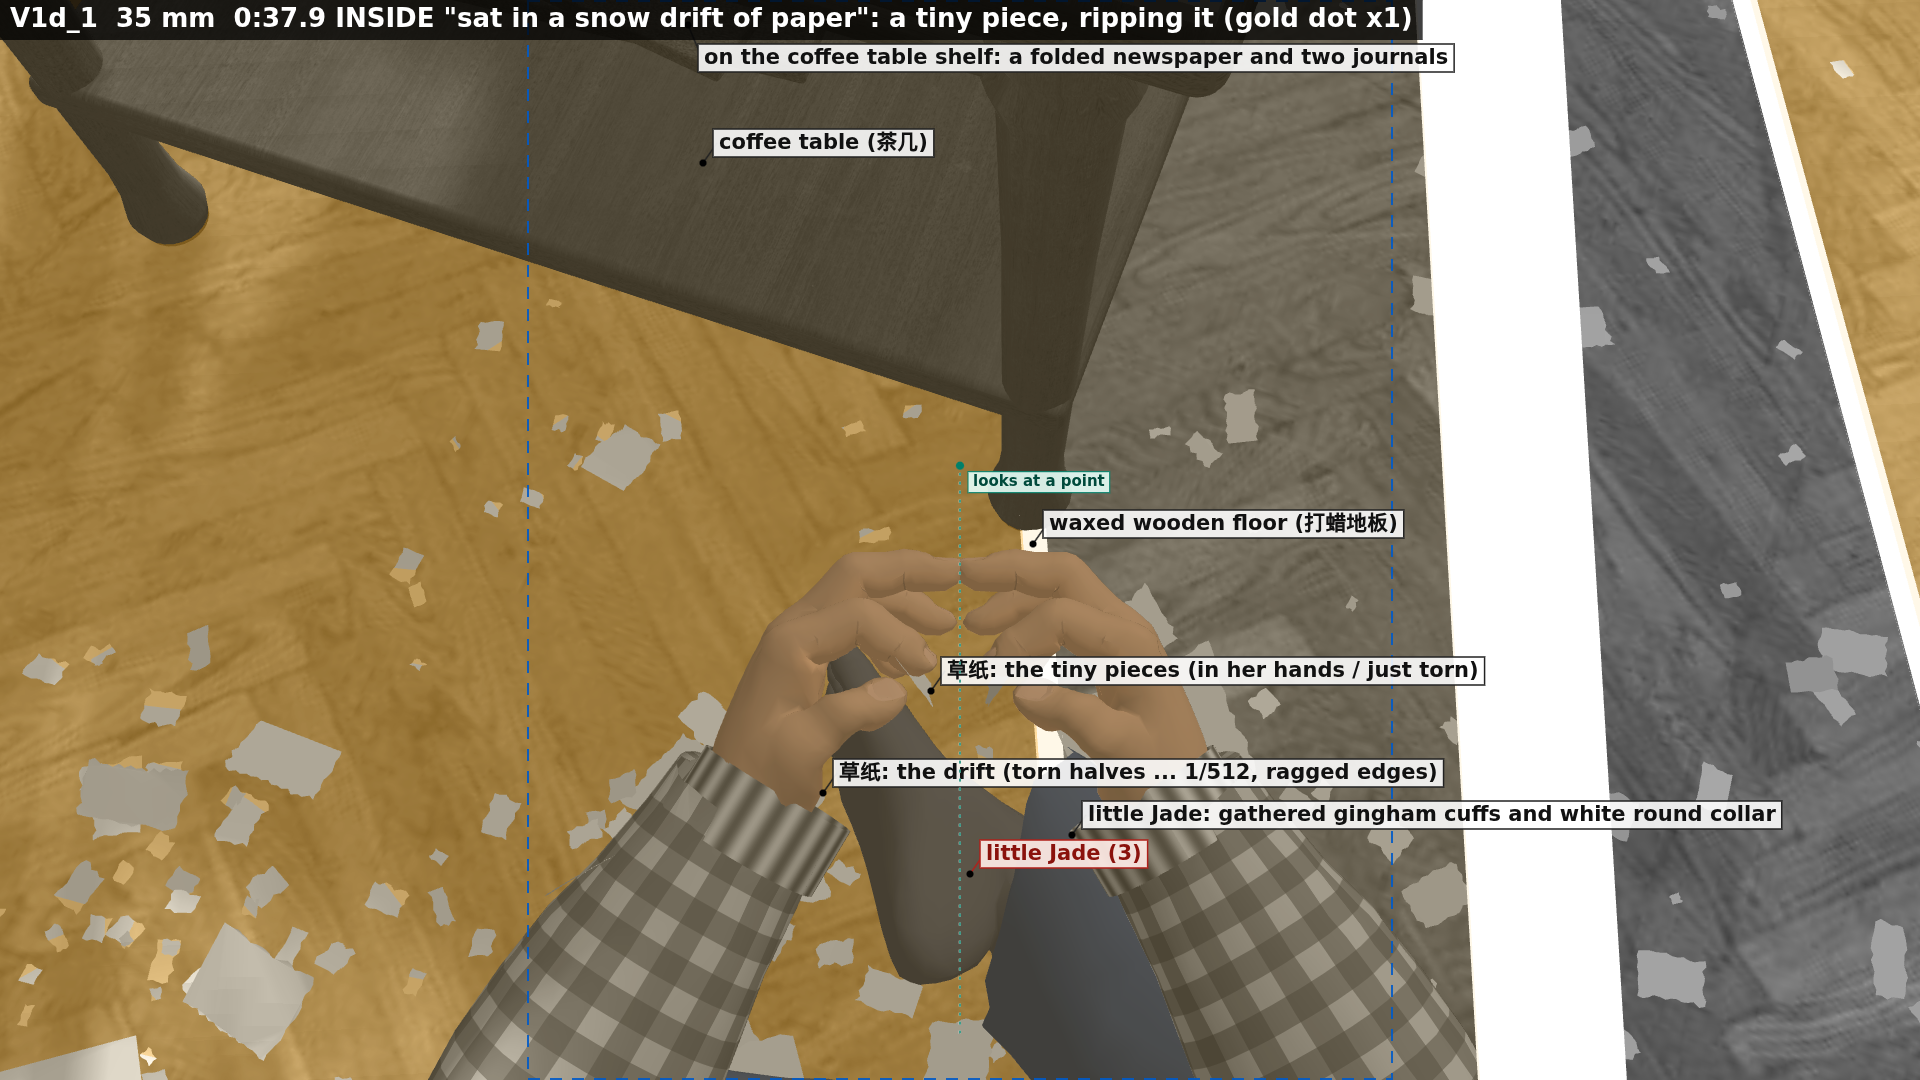 V1d_1 35 mm 0:37.9 INSIDE "sat in a snow drift of paper": a tiny piece, ripping it (gold dot x1)
on the coffee table shelf: a folded newspaper and two journals
coffee table (茶几)
looks at a point
waxed wooden floor (打蜡地板)
草纸: the tiny pieces (in her hands / just torn)
草纸: the drift (torn halves ... 1/512, ragged edges)
little Jade: gathered gingham cuffs and white round collar
little Jade (3)